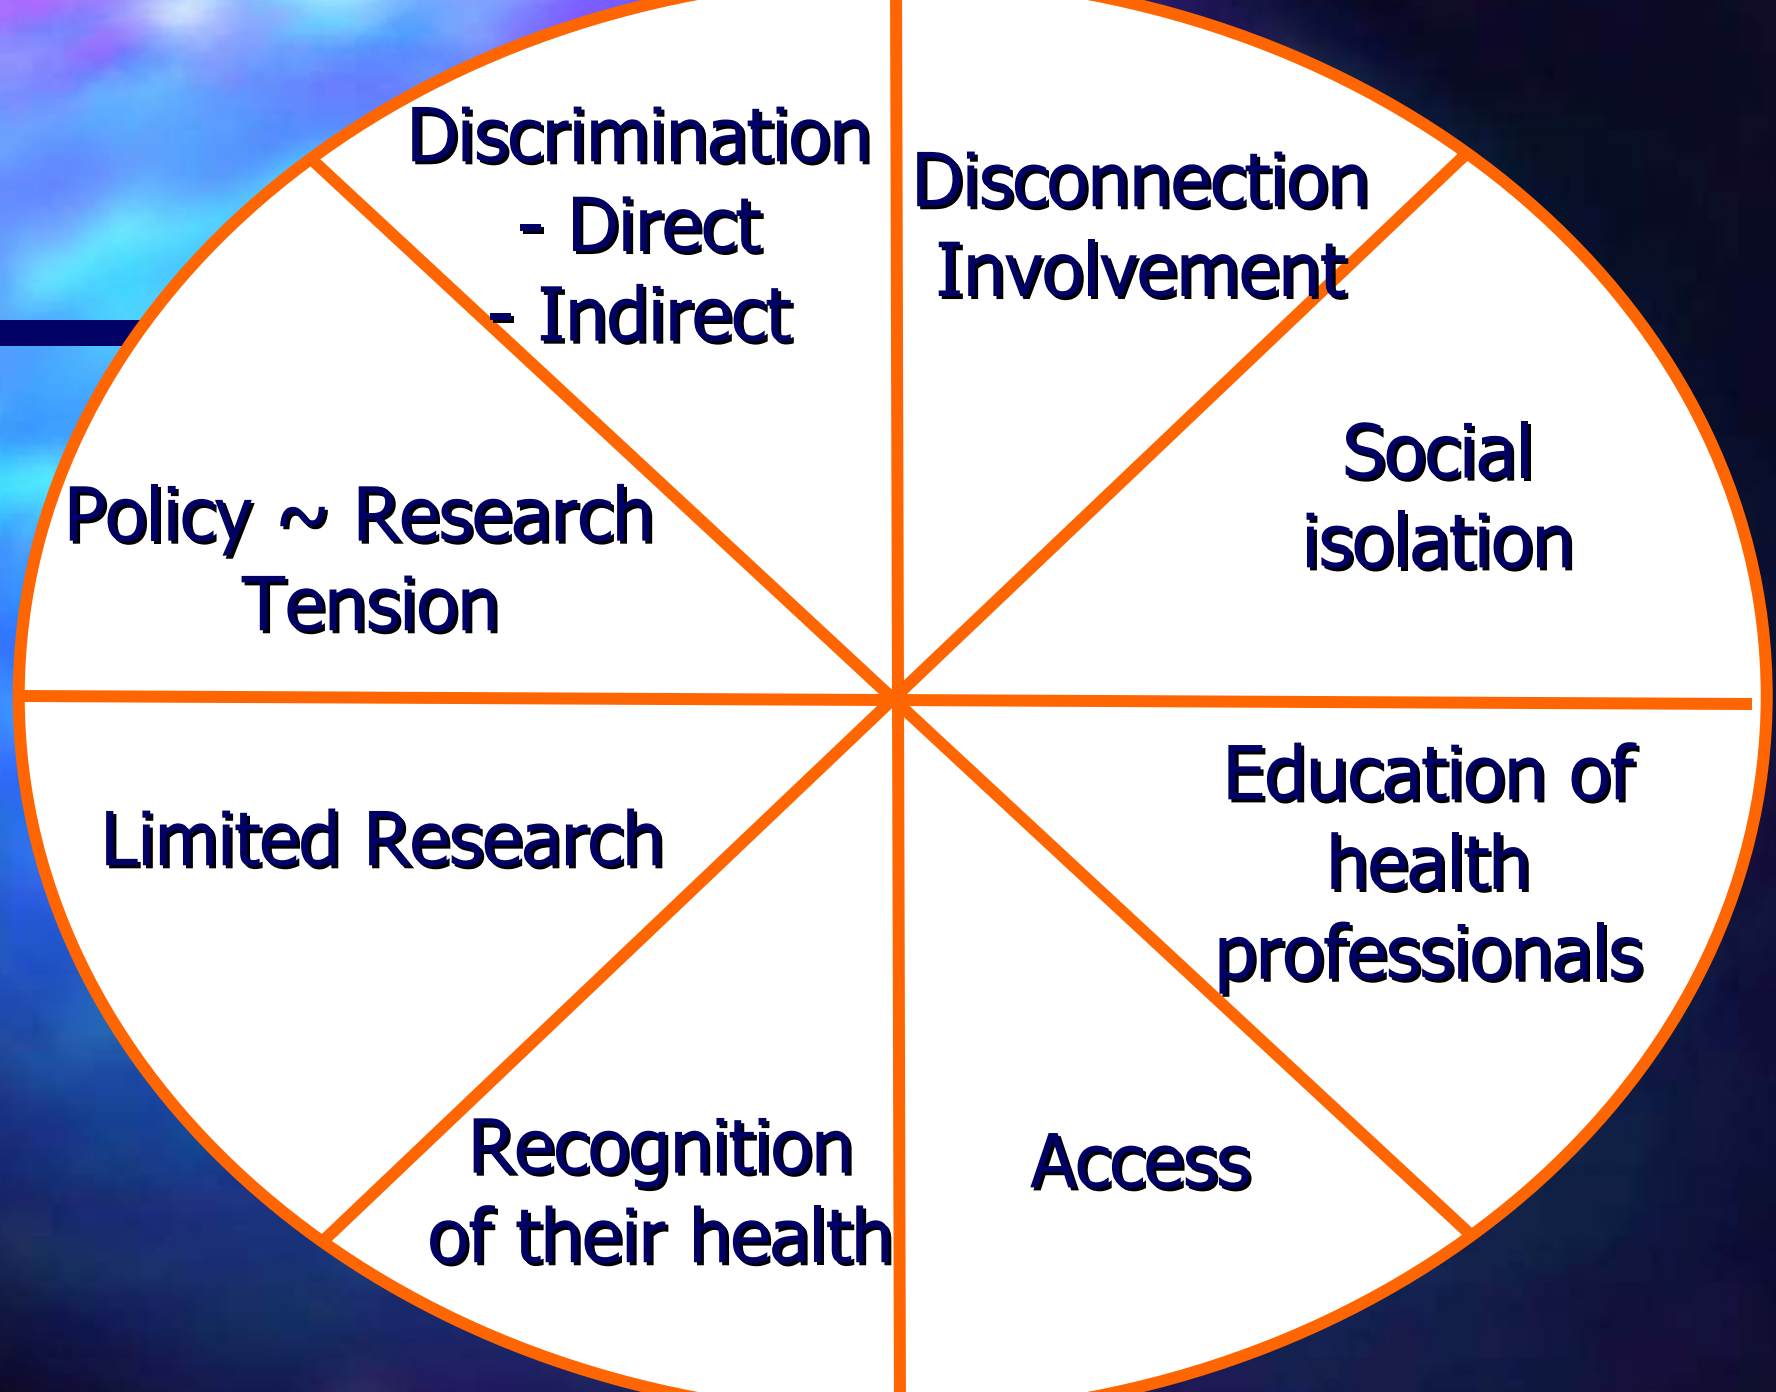 Discrimination
- Direct
- Indirect
Disconnection
Involvement
Social
isolation
Education of
health
professionals
Access
Recognition
of their health
Limited Research
Policy ~ Research
Tension